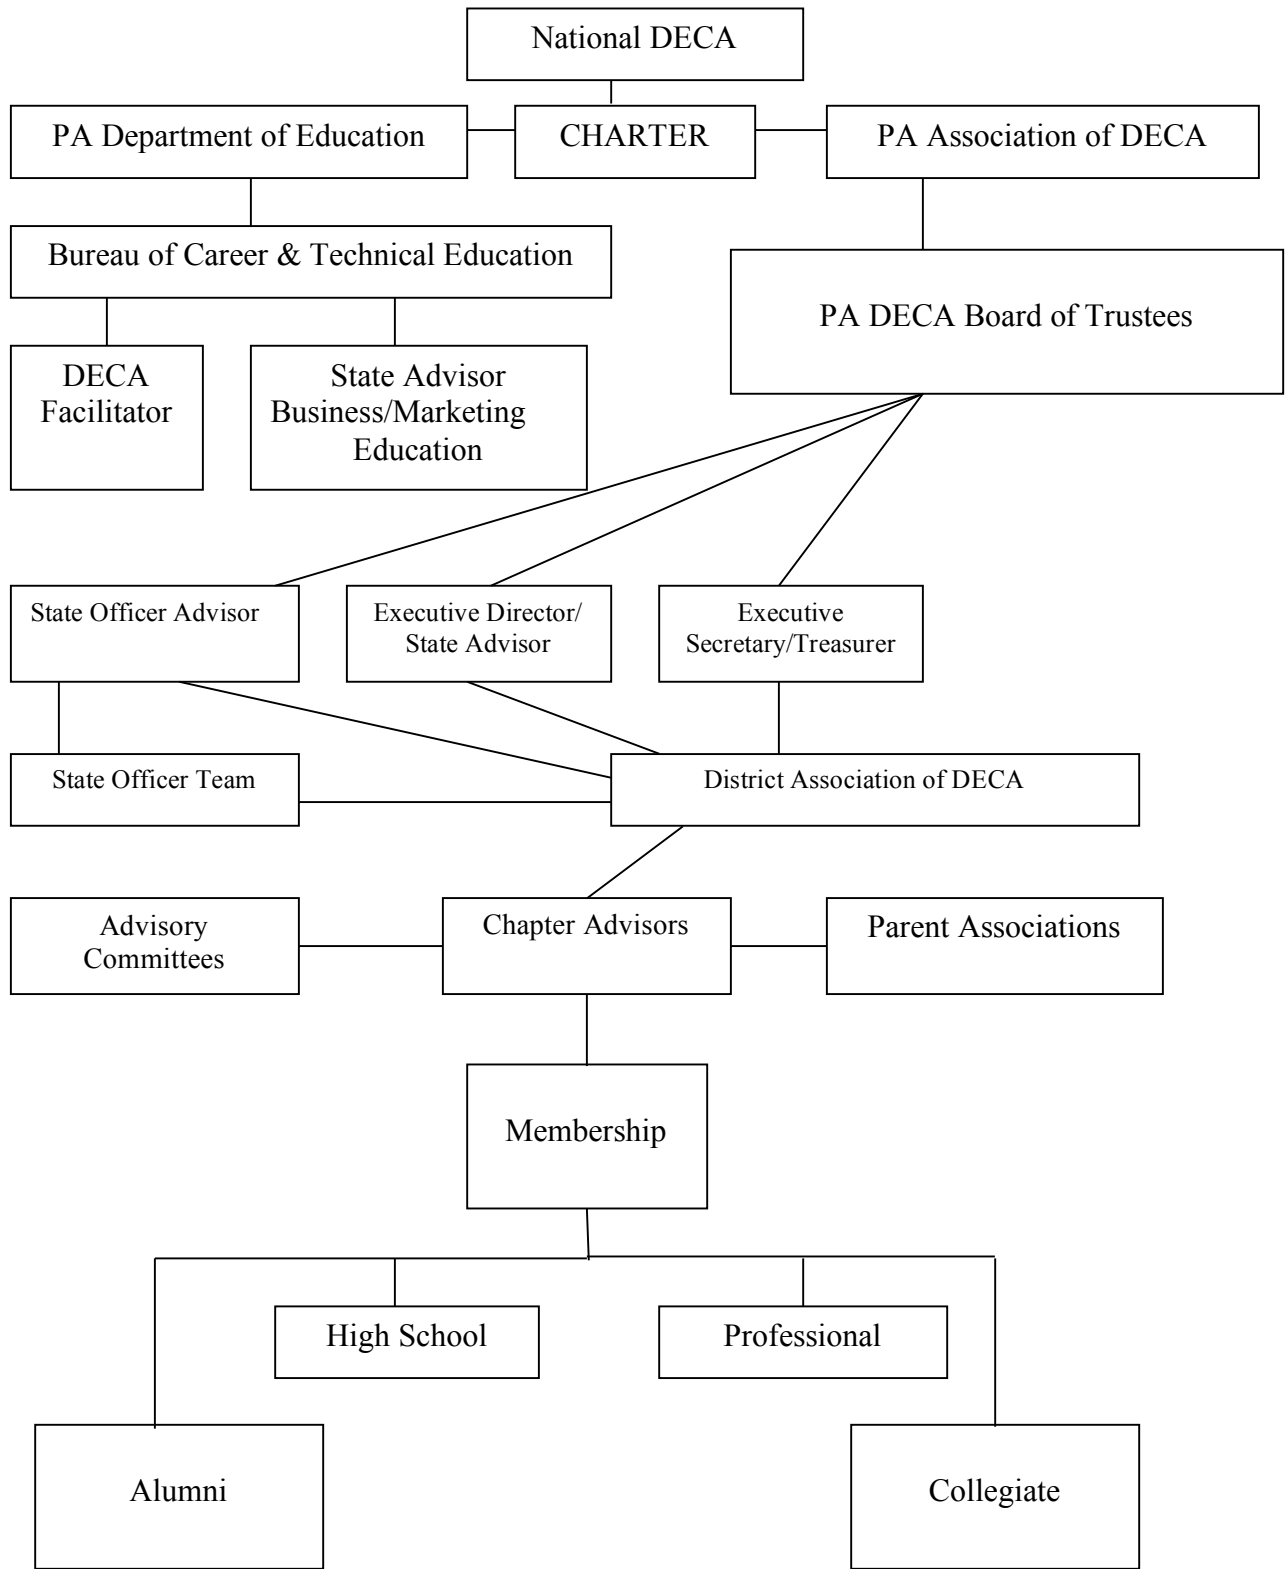 National DECA
PA Department of Education
CHARTER
PA Association of DECA
Bureau of Career & Technical Education
PA DECA Board of Trustees
DECA
Facilitator
State Advisor
Business/Marketing
Education
State Officer Advisor
Executive Director/
State Advisor
Executive
Secretary/Treasurer
State Officer Team
District Association of DECA
Advisory
Committees
Chapter Advisors
Parent Associations
Membership
High School
Professional
Alumni
Collegiate